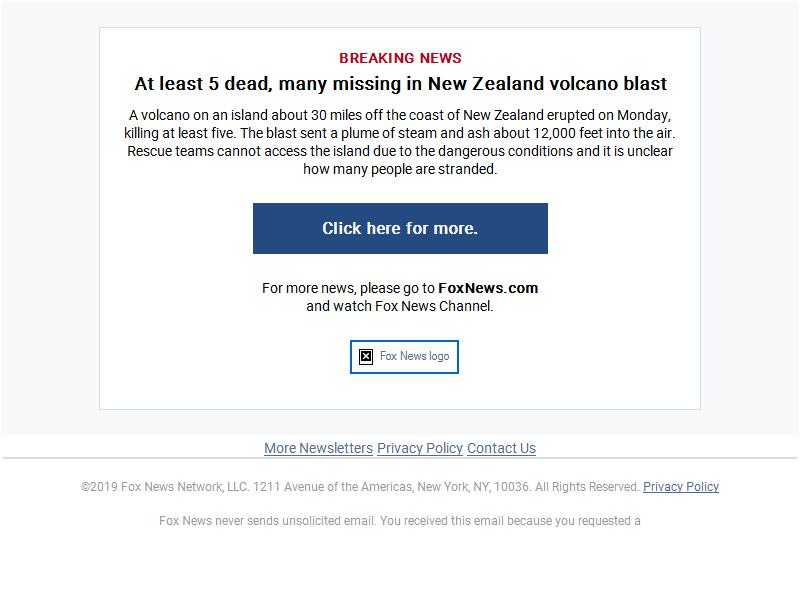 BREAKING NEWS
At least 5 dead, many missing in New Zealand volcano blast
A volcano on an island about 30 miles off the coast of New Zealand erupted on Monday,
killing at least five. The blast sent a plume of steam and ash about 12,000 feet into the air.
Rescue teams cannot access the island due to the dangerous conditions and it is unclear
how many people are stranded.
Click here for more.
For more news, please go to FoxNews.com
and watch Fox News Channel.
Fox News logo
More Newsletters Privacy Policy Contact Us
©2019 Fox News Network, LLC. 1211 Avenue of the Americas, New York, NY, 10036. All Rights Reserved. Privacy Policy
Fox News never sends unsolicited email. You received this email because you requested a